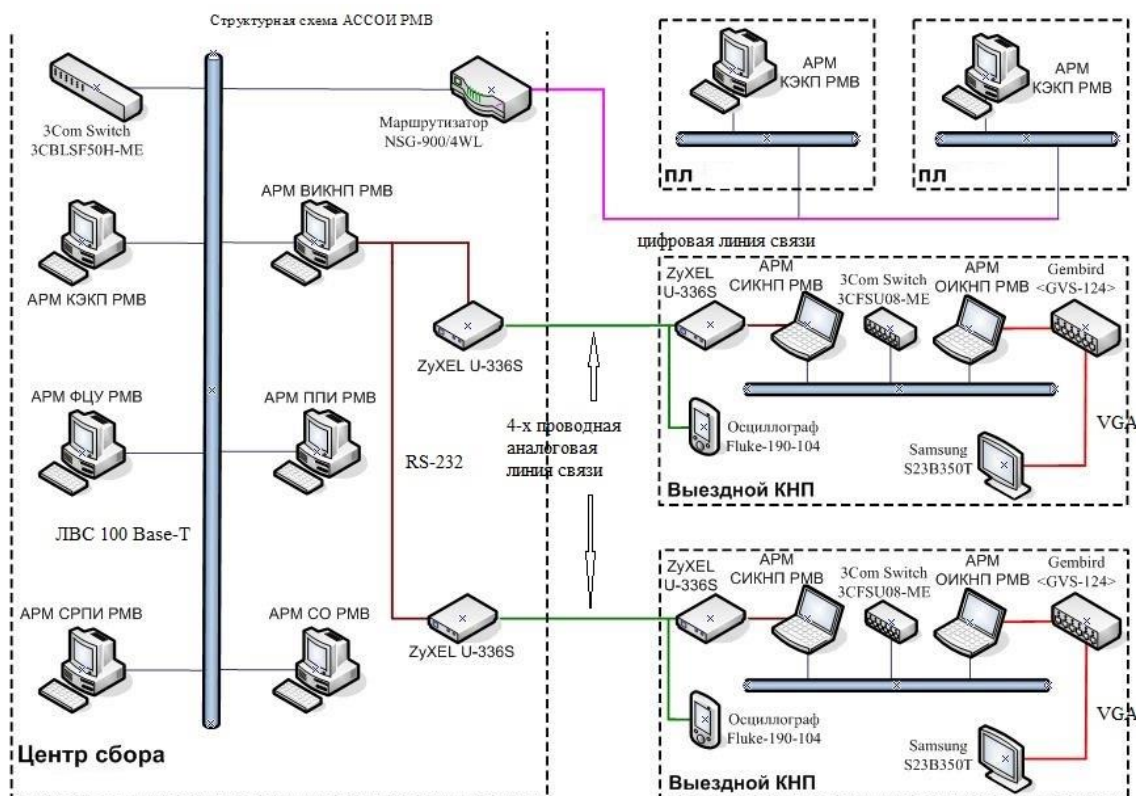 Структурная схема АССОИ РМВ
3Com Switch
3CBLSF50H-ME
Маршрутизатор
NSG-900/4WL
АРМ КЭКП РМВ
АРМ ВИКНП РМВ
ZyXEL U-336S
АРМ ФЦУ РМВ
АРМ ППИ РМВ
RS-232
ЛВС 100 Base-T
4-х проводная
аналоговая
линия связи
АРМ СРПИ РМВ
АРМ СО РМВ
ZyXEL U-336S
Центр сбора
АРМ
КЭКП РМВ
ПЛ
АРМ
КЭКП РМВ
ПЛ
цифровая линия связи
ZyXEL
U-336S
АРМ
СИКНП РМВ
3Com Switch
3CFSU08-ME
АРМ
ОИКНП РМВ
Gembird
<GVS-124>
Осциллограф
Fluke-190-104
VGA
Samsung
S23B350T
Выездной КНП
ZyXEL
U-336S
АРМ
СИКНП РМВ
3Com Switch
3CFSU08-ME
АРМ
ОИКНП РМВ
Gembird
<GVS-124>
Осциллограф
Fluke-190-104
VGA
Samsung
S23B350T
Выездной КНП